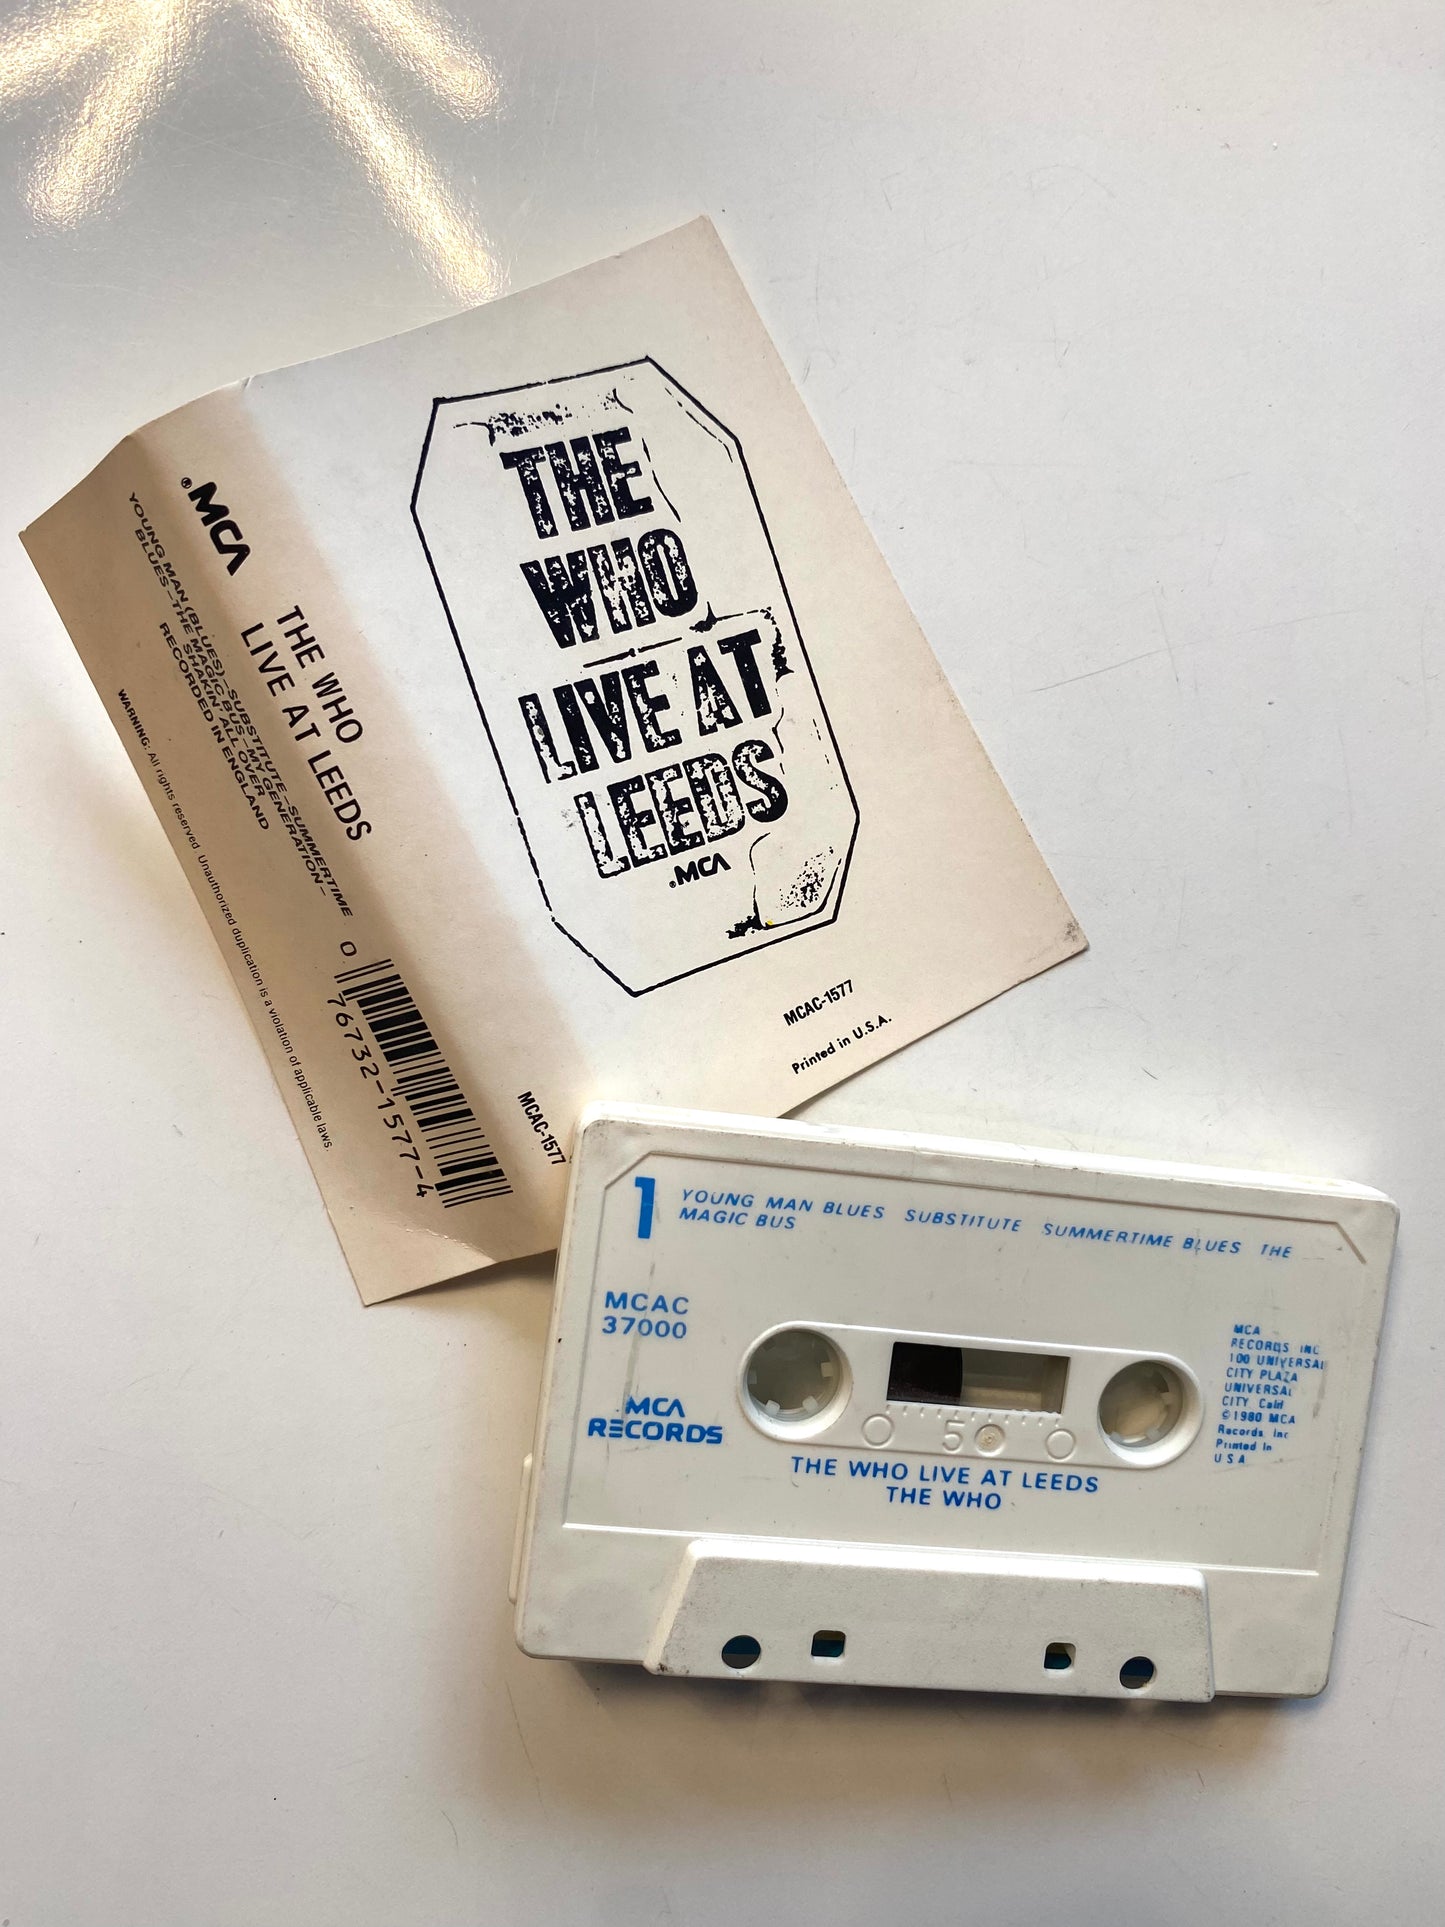 THE
WHO
LIVE AT
LEEDS
®MCA
MCAC-1577
Printed in U.S.A.
®MCA
THE WHO
LIVE AT LEEDS
MCAC-1577
YOUNG MAN (BLUES)–SUBSTITUTE–SUMMERTIME
BLUES–THE MAGIC BUS–MY GENERATION–
SHAKIN' ALL OVER
RECORDED IN ENGLAND
0 76732-1577-4
WARNING: All rights reserved. Unauthorized duplication is a violation of applicable laws.
1
YOUNG MAN BLUES SUBSTITUTE SUMMERTIME BLUES THE
MAGIC BUS
MCAC
37000
MCA
RECORDS
50
THE WHO LIVE AT LEEDS
THE WHO
MCA
RECORDS INC
100 UNIVERSAL
CITY PLAZA
UNIVERSAL
CITY Calif
©1980 MCA
Records Inc
Printed In
U S A